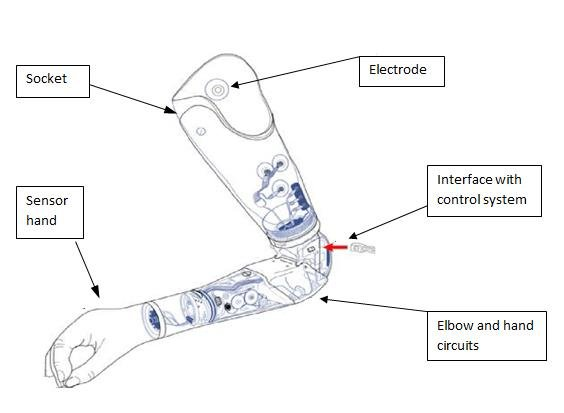 Socket
Electrode
Sensor
hand
Interface with
control system
Elbow and hand
circuits